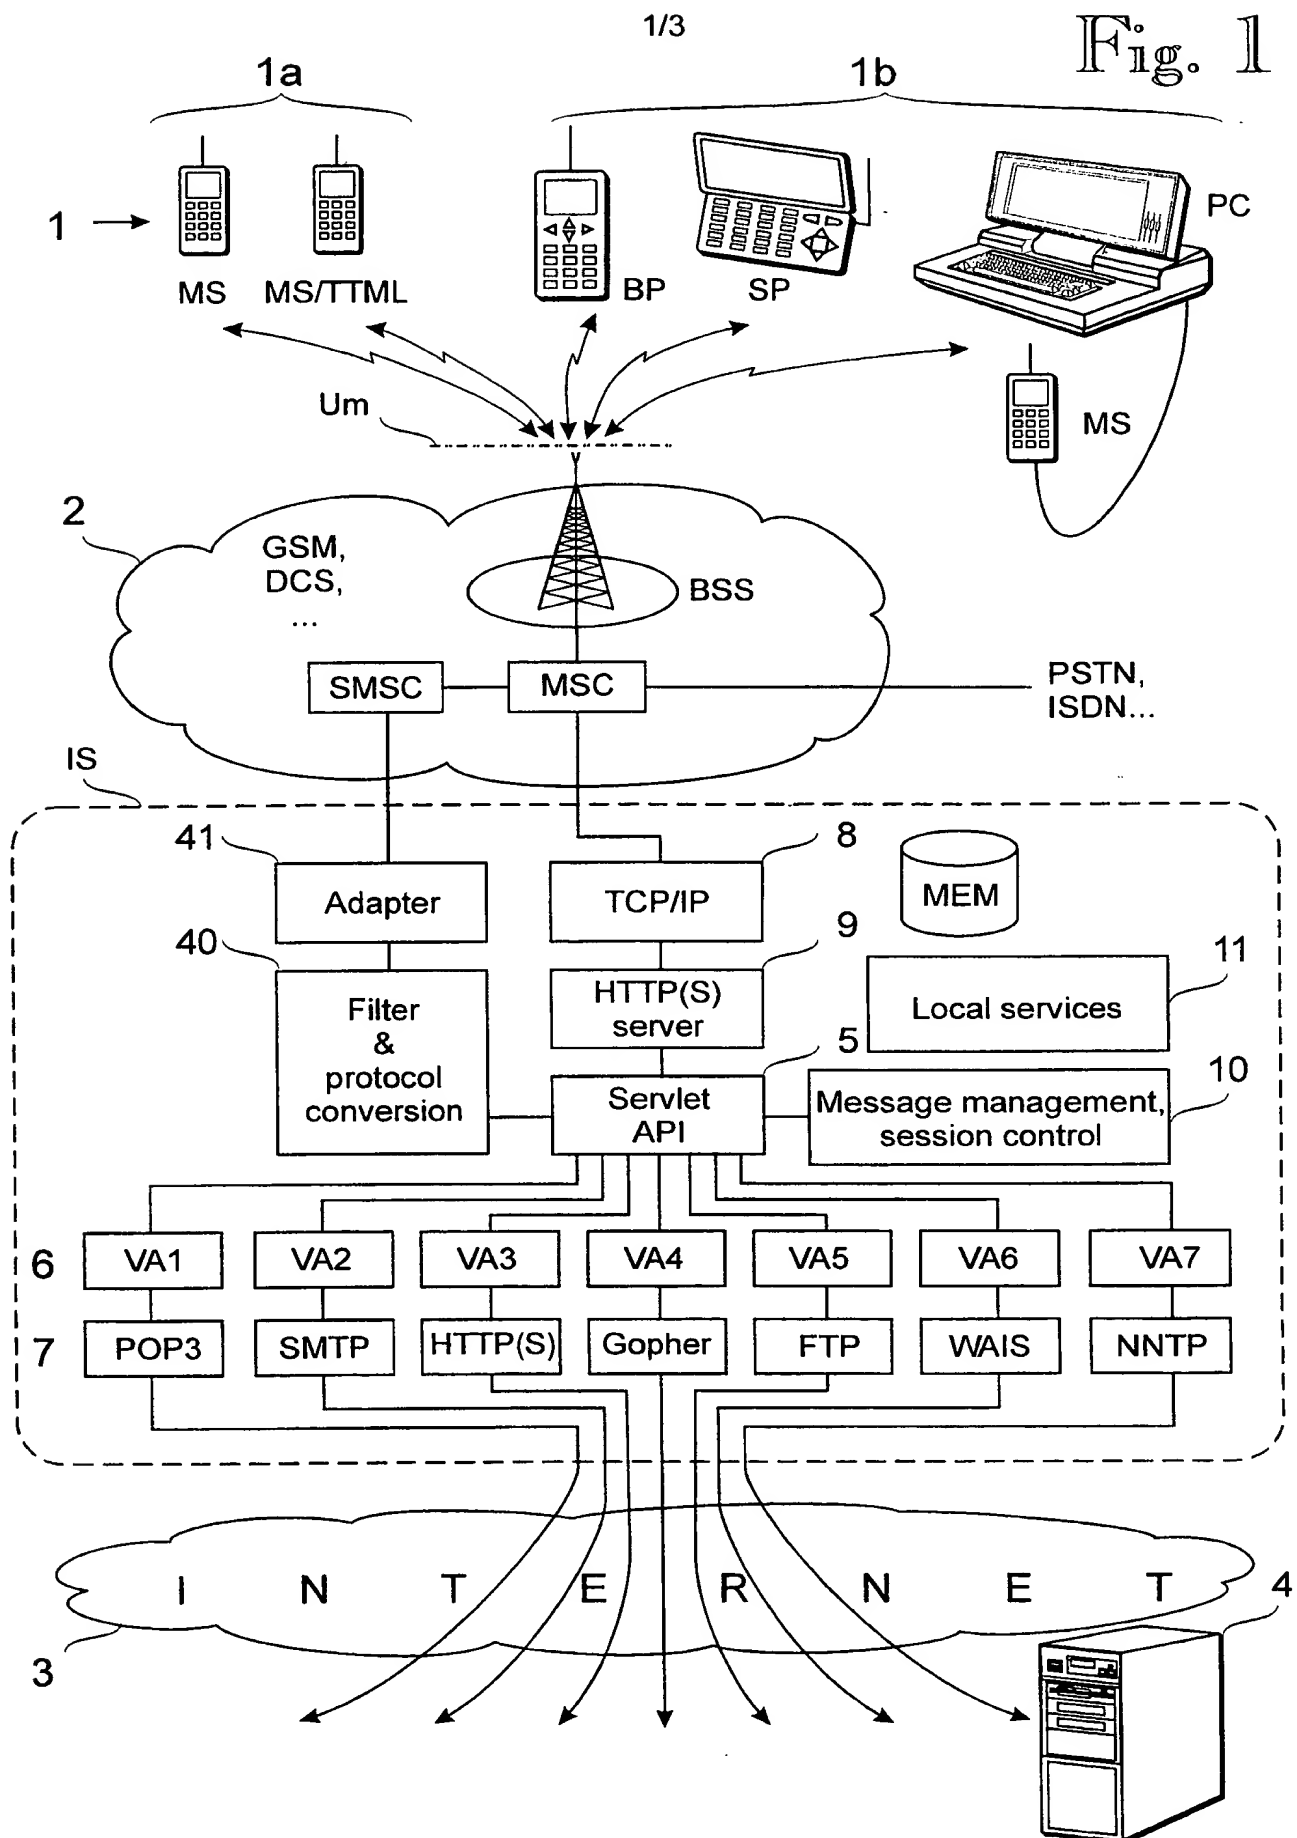 1/3
Fig. 1
1a
1b
1
MS
MS/TTML
BP
SP
PC
MS
Um
2
GSM,
DCS,
...
BSS
SMSC
MSC
PSTN,
ISDN...
IS
41
Adapter
8
TCP/IP
MEM
40
Filter
&
protocol
conversion
9
HTTP(S)
server
11
Local services
5
Servlet
API
10
Message management,
session control
6
VA1
VA2
VA3
VA4
VA5
VA6
VA7
7
POP3
SMTP
HTTP(S)
Gopher
FTP
WAIS
NNTP
I N T E R N E T
3
4